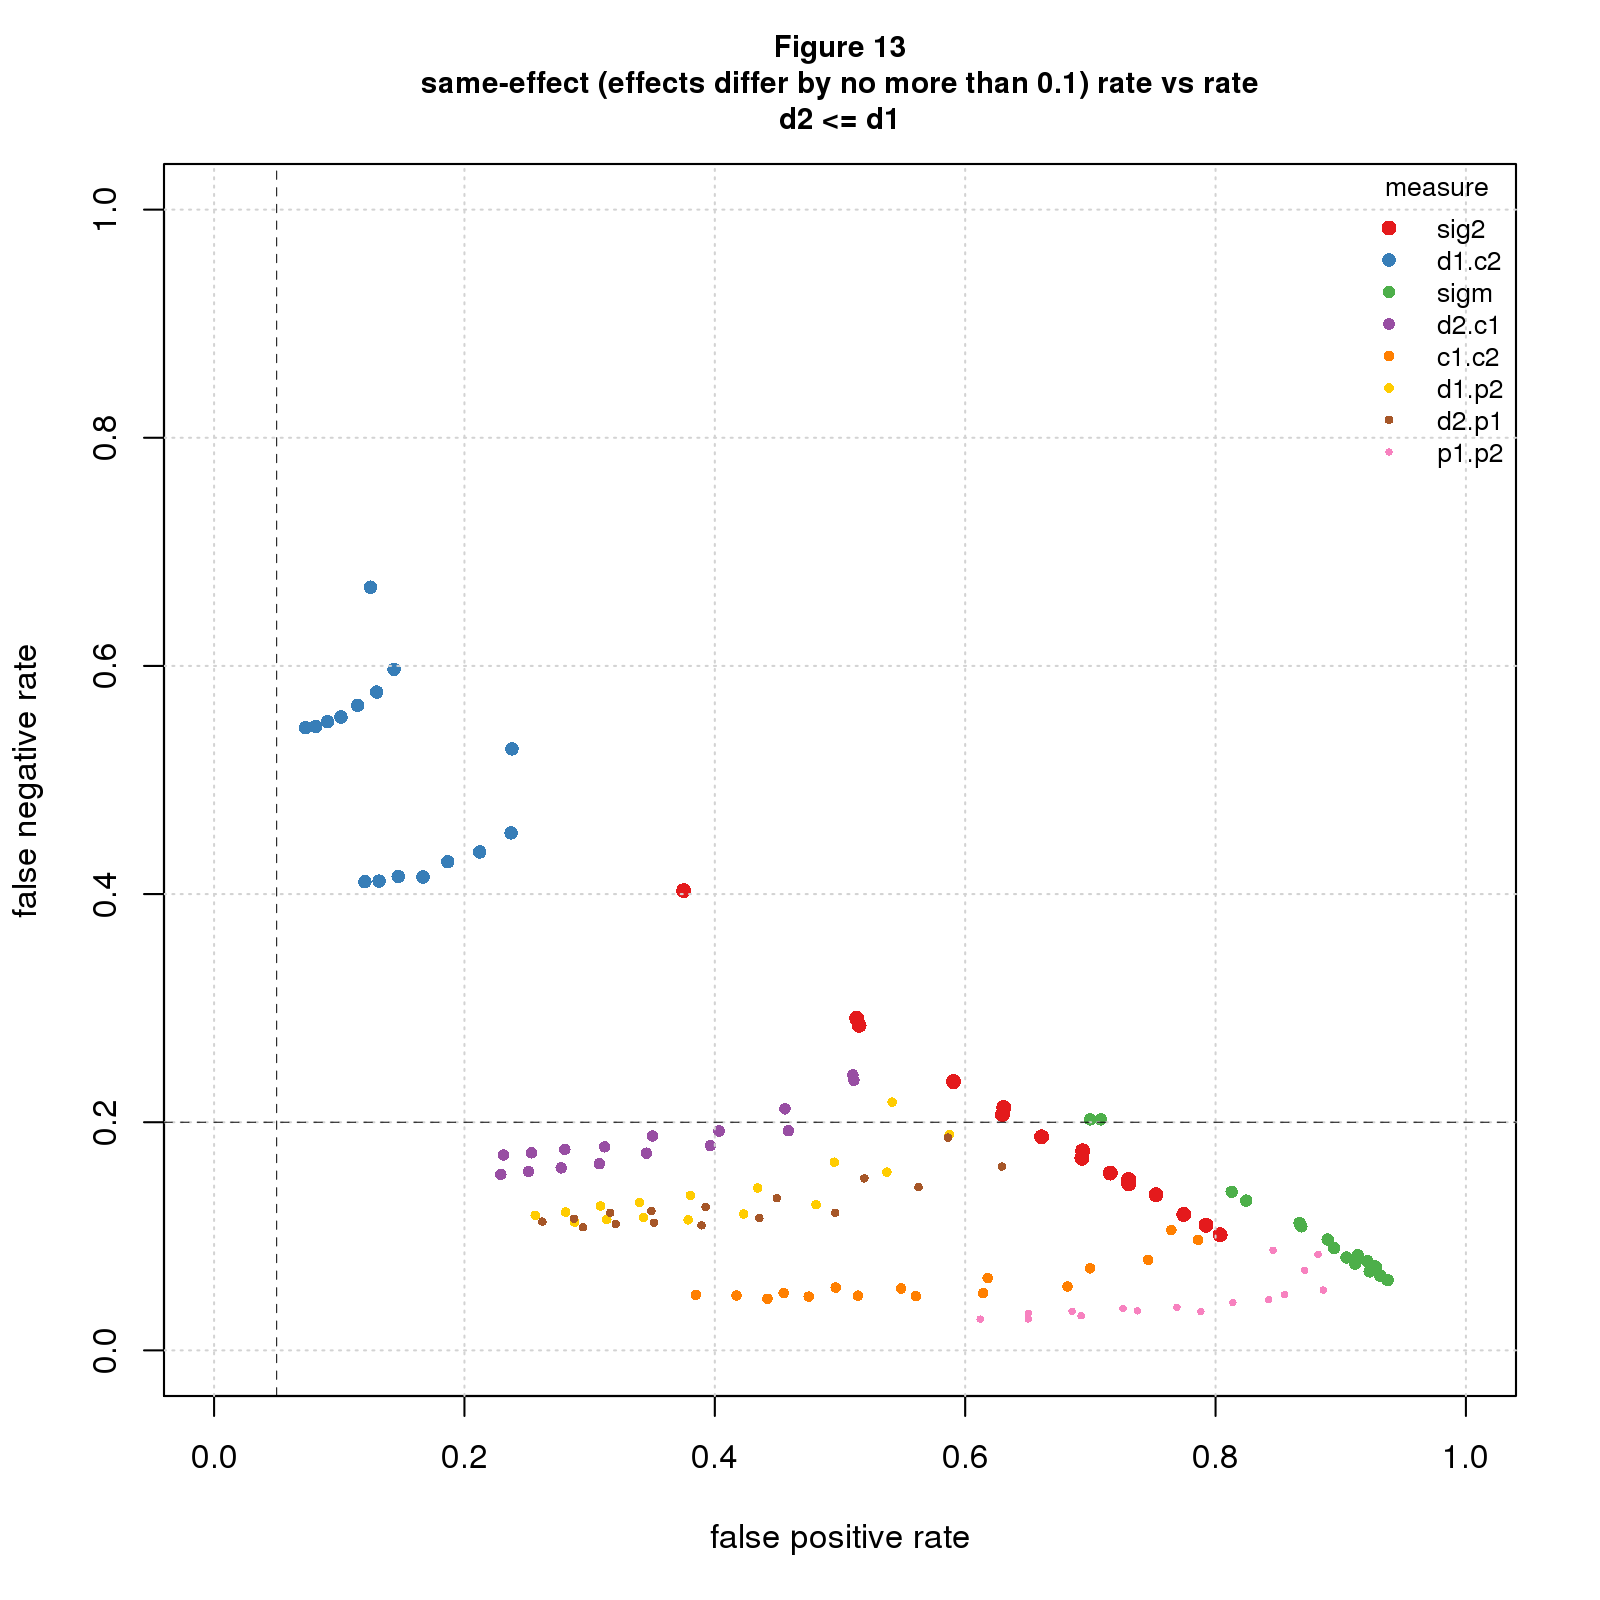 Figure 13
same-effect (effects differ by no more than 0.1) rate vs rate
d2 <= d1
measure
sig2
d1.c2
sigm
d2.c1
c1.c2
d1.p2
d2.p1
p1.p2
false negative rate
1.0
0.8
0.6
0.4
0.2
0.0
0.0 0.2 0.4 0.6 0.8 1.0
false positive rate